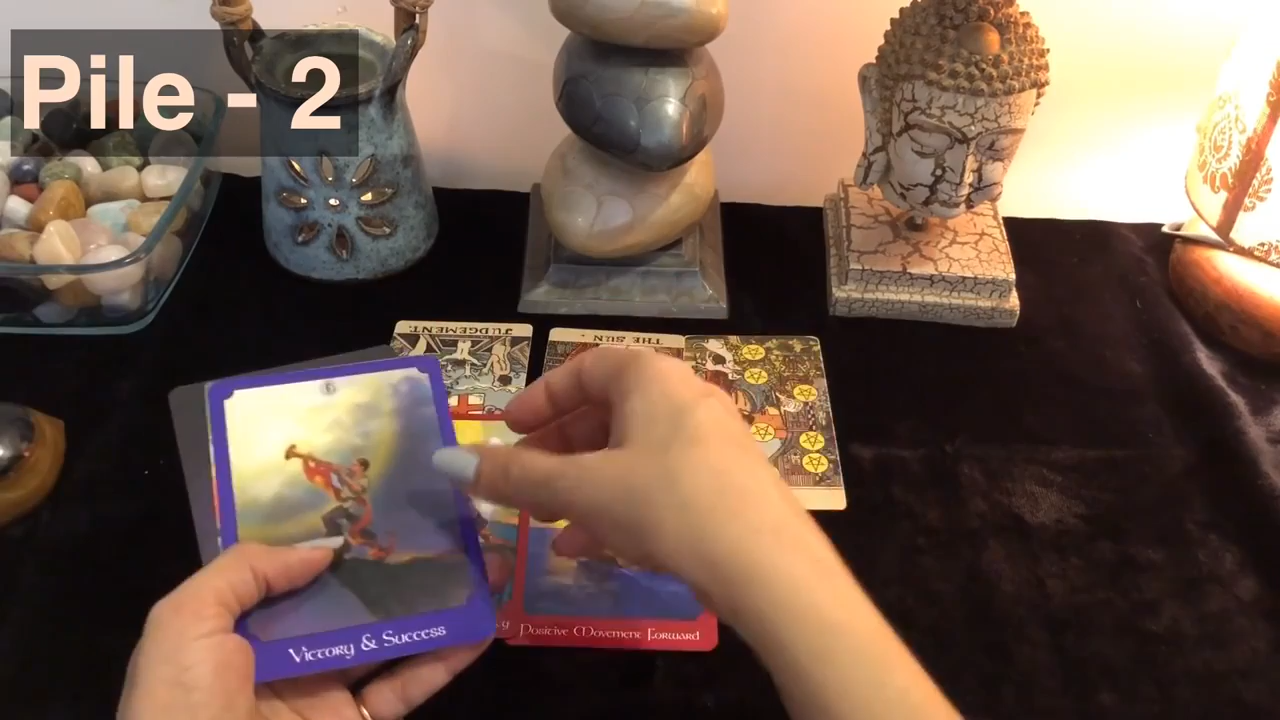 Pile - 2
JUDGEMENT.
THE SUN.
Victory & Success
Positive Movement Forward